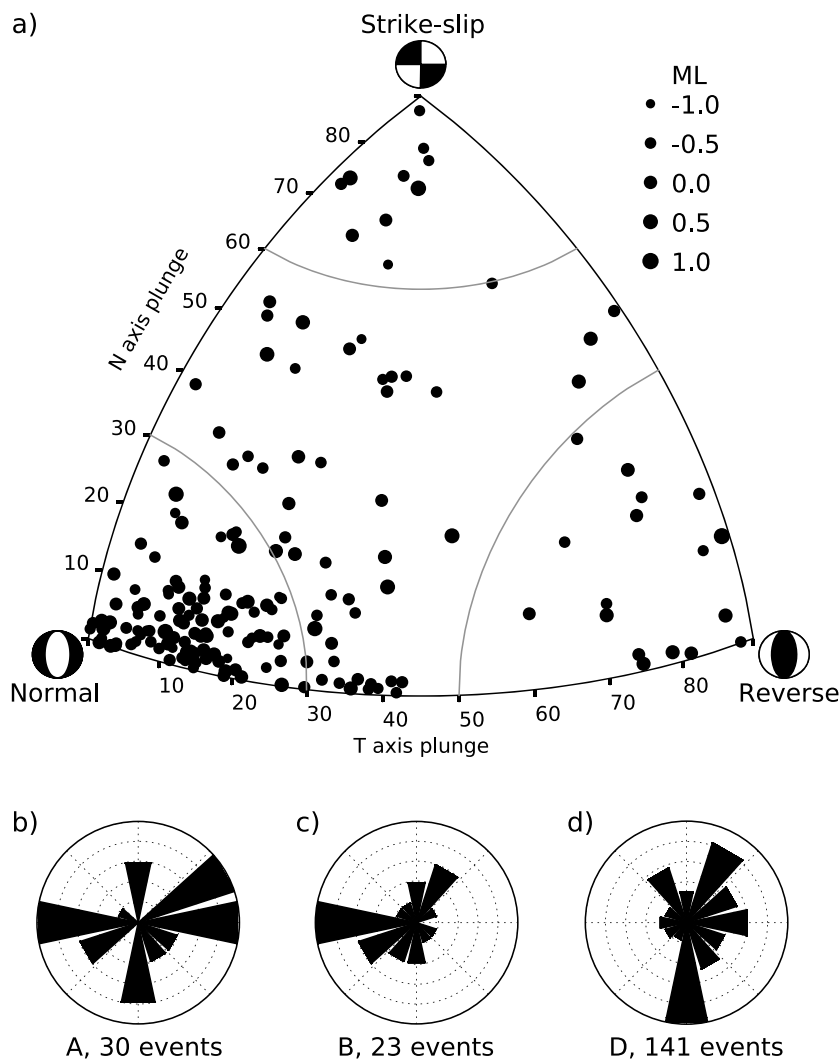 a)
Strike-slip
ML
-1.0
-0.5
0.0
0.5
1.0
80
70
60
50
40
30
20
10
N axis plunge
Normal
Reverse
10
20
30
40
50
60
70
80
T axis plunge
b)
c)
d)
A, 30 events
B, 23 events
D, 141 events